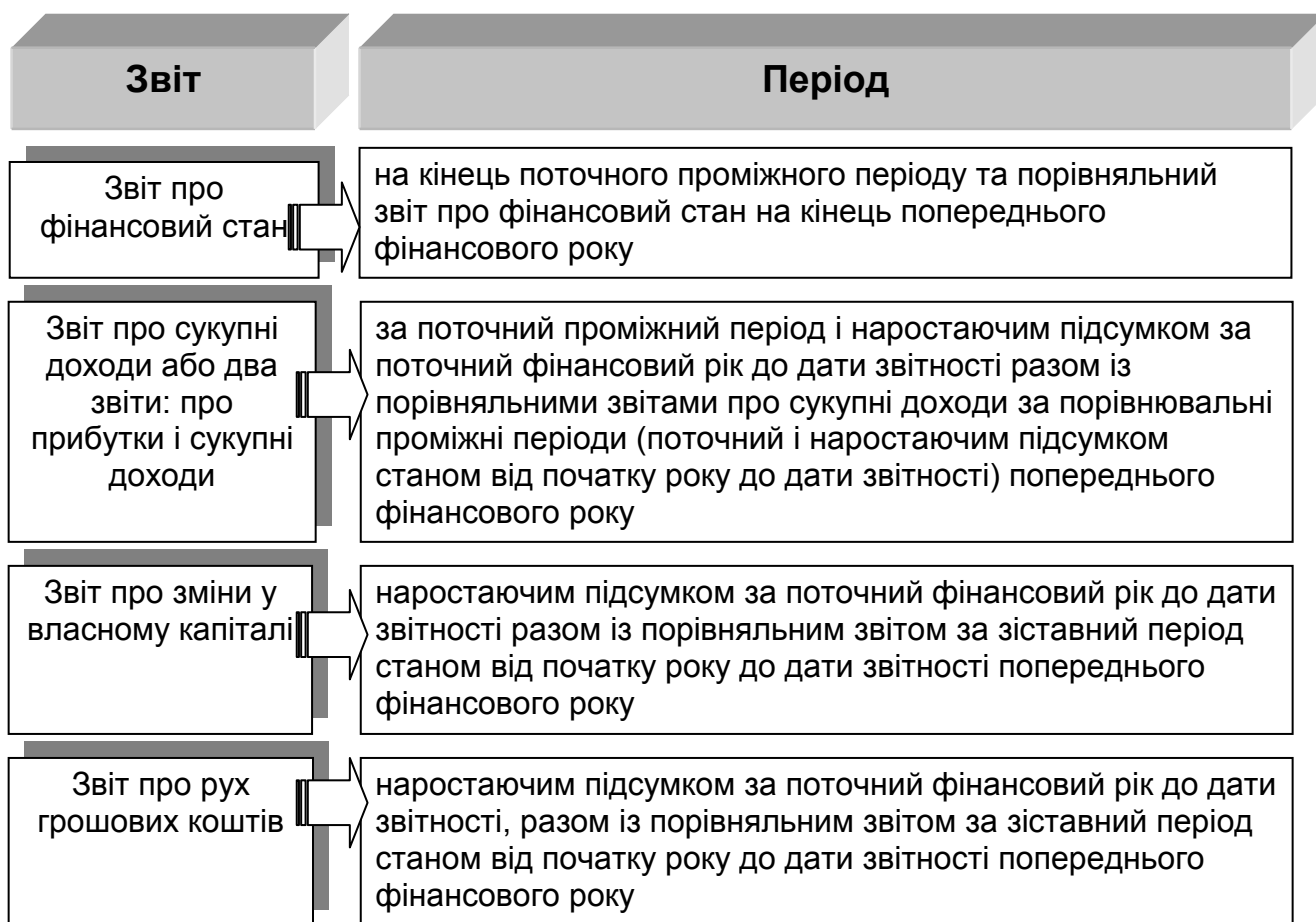 Звіт
Період
Звіт про
фінансовий стан
на кінець поточного проміжного періоду та порівняльний
звіт про фінансовий стан на кінець попереднього
фінансового року
Звіт про сукупні
доходи або два
звіти: про
прибутки і сукупні
доходи
за поточний проміжний період і наростаючим підсумком за
поточний фінансовий рік до дати звітності разом із
порівняльними звітами про сукупні доходи за порівнювальні
проміжні періоди (поточний і наростаючим підсумком
станом від початку року до дати звітності) попереднього
фінансового року
Звіт про зміни у
власному капіталі
наростаючим підсумком за поточний фінансовий рік до дати
звітності разом із порівняльним звітом за зіставний період
станом від початку року до дати звітності попереднього
фінансового року
Звіт про рух
грошових коштів
наростаючим підсумком за поточний фінансовий рік до дати
звітності, разом із порівняльним звітом за зіставний період
станом від початку року до дати звітності попереднього
фінансового року